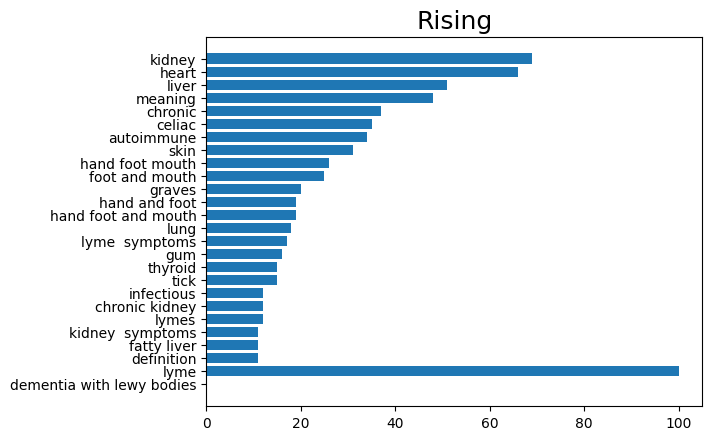 Rising
kidney
heart
liver
meaning
chronic
celiac
autoimmune
skin
hand foot mouth
foot and mouth
graves
hand and foot
hand foot and mouth
lung
lyme  symptoms
gum
thyroid
tick
infectious
chronic kidney
lymes
kidney  symptoms
fatty liver
definition
lyme
dementia with lewy bodies
0 20 40 60 80 100